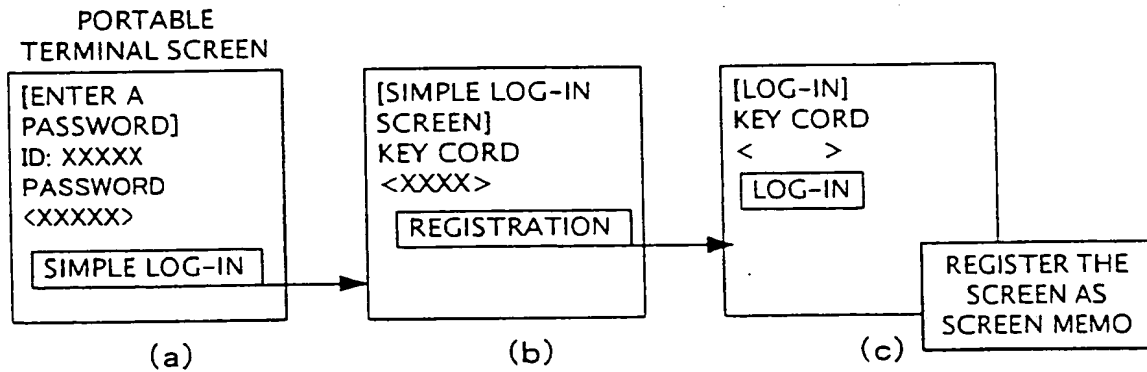 PORTABLE
TERMINAL SCREEN
[ENTER A
PASSWORD]
ID: XXXXX
PASSWORD
<XXXXX>
SIMPLE LOG-IN
(a)
[SIMPLE LOG-IN
SCREEN]
KEY CORD
<XXXX>
REGISTRATION
(b)
[LOG-IN]
KEY CORD
< >
LOG-IN
REGISTER THE
SCREEN AS
SCREEN MEMO
(c)